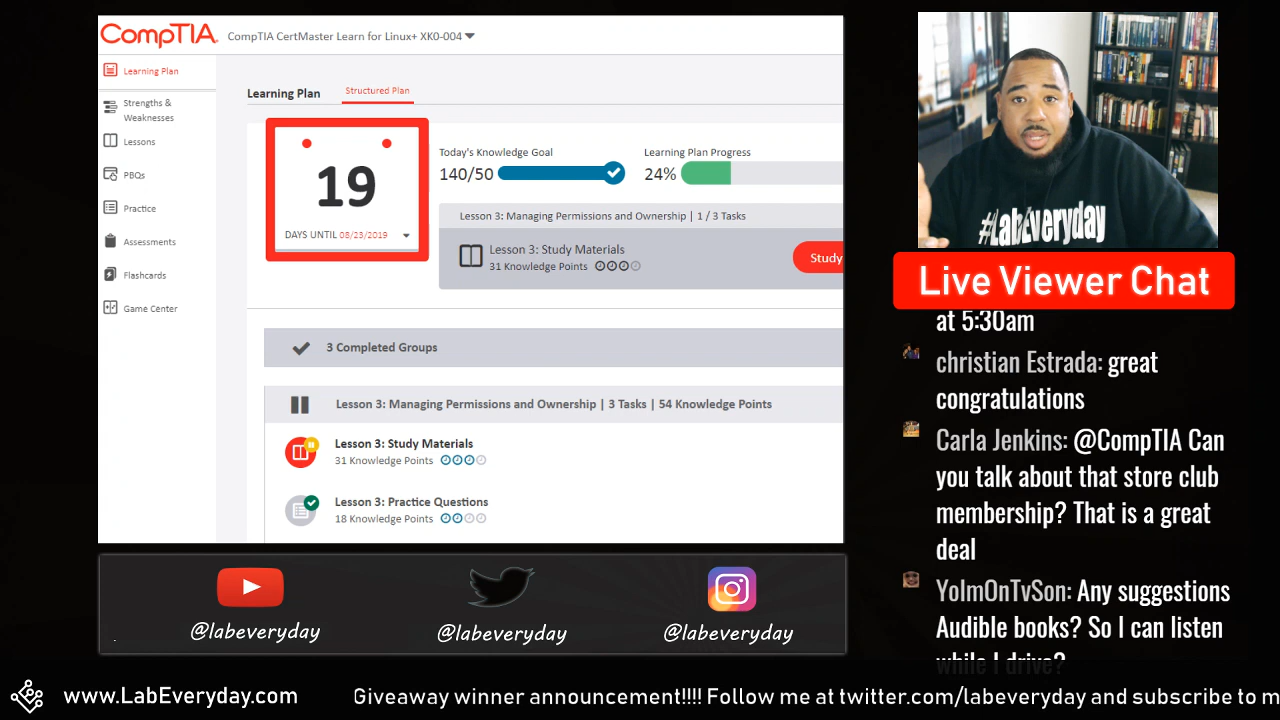 CompTIA.
CompTIA CertMaster Learn for Linux+ XK0-004
Learning Plan
Strengths &
Weaknesses
Lessons
PBQs
Practice
Assessments
Flashcards
Game Center
Learning Plan
Structured Plan
19
DAYS UNTIL 08/23/2019
Today's Knowledge Goal
140/50
Learning Plan Progress
24%
Lesson 3: Managing Permissions and Ownership | 1 / 3 Tasks
Lesson 3: Study Materials
31 Knowledge Points
Study
3 Completed Groups
Lesson 3: Managing Permissions and Ownership | 3 Tasks | 54 Knowledge Points
Lesson 3: Study Materials
31 Knowledge Points
Lesson 3: Practice Questions
18 Knowledge Points
#LabEveryday
Live Viewer Chat
at 5:30am
christian Estrada: great
congratulations
Carla Jenkins: @CompTIA Can
you talk about that store club
membership? That is a great
deal
YoImOnTvSon: Any suggestions
Audible books? So I can listen
while I drive?
@labeveryday
@labeveryday
@labeveryday
www.LabEveryday.com
Giveaway winner announcement!!!! Follow me at twitter.com/labeveryday and subscribe to m